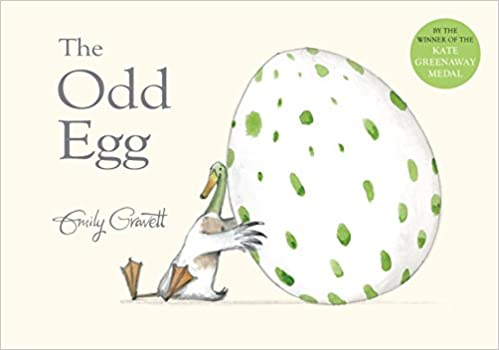 The
Odd
Egg
Emily Gravett
BY THE
WINNER OF THE
KATE
GREENAWAY
MEDAL